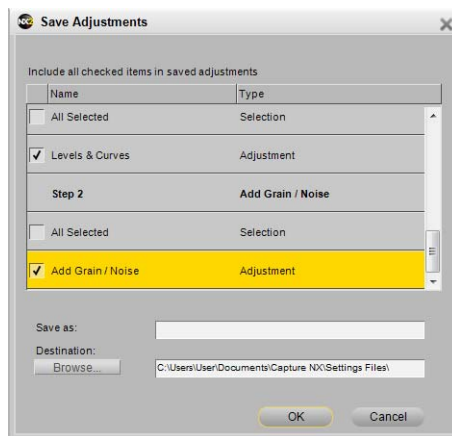 NX2 Save Adjustments
Include all checked items in saved adjustments
Name Type
All Selected Selection
Levels & Curves Adjustment
Step 2 Add Grain / Noise
All Selected Selection
Add Grain / Noise Adjustment
Save as:
Destination:
Browse... C:\Users\User\Documents\Capture NX\Settings Files\
OK Cancel